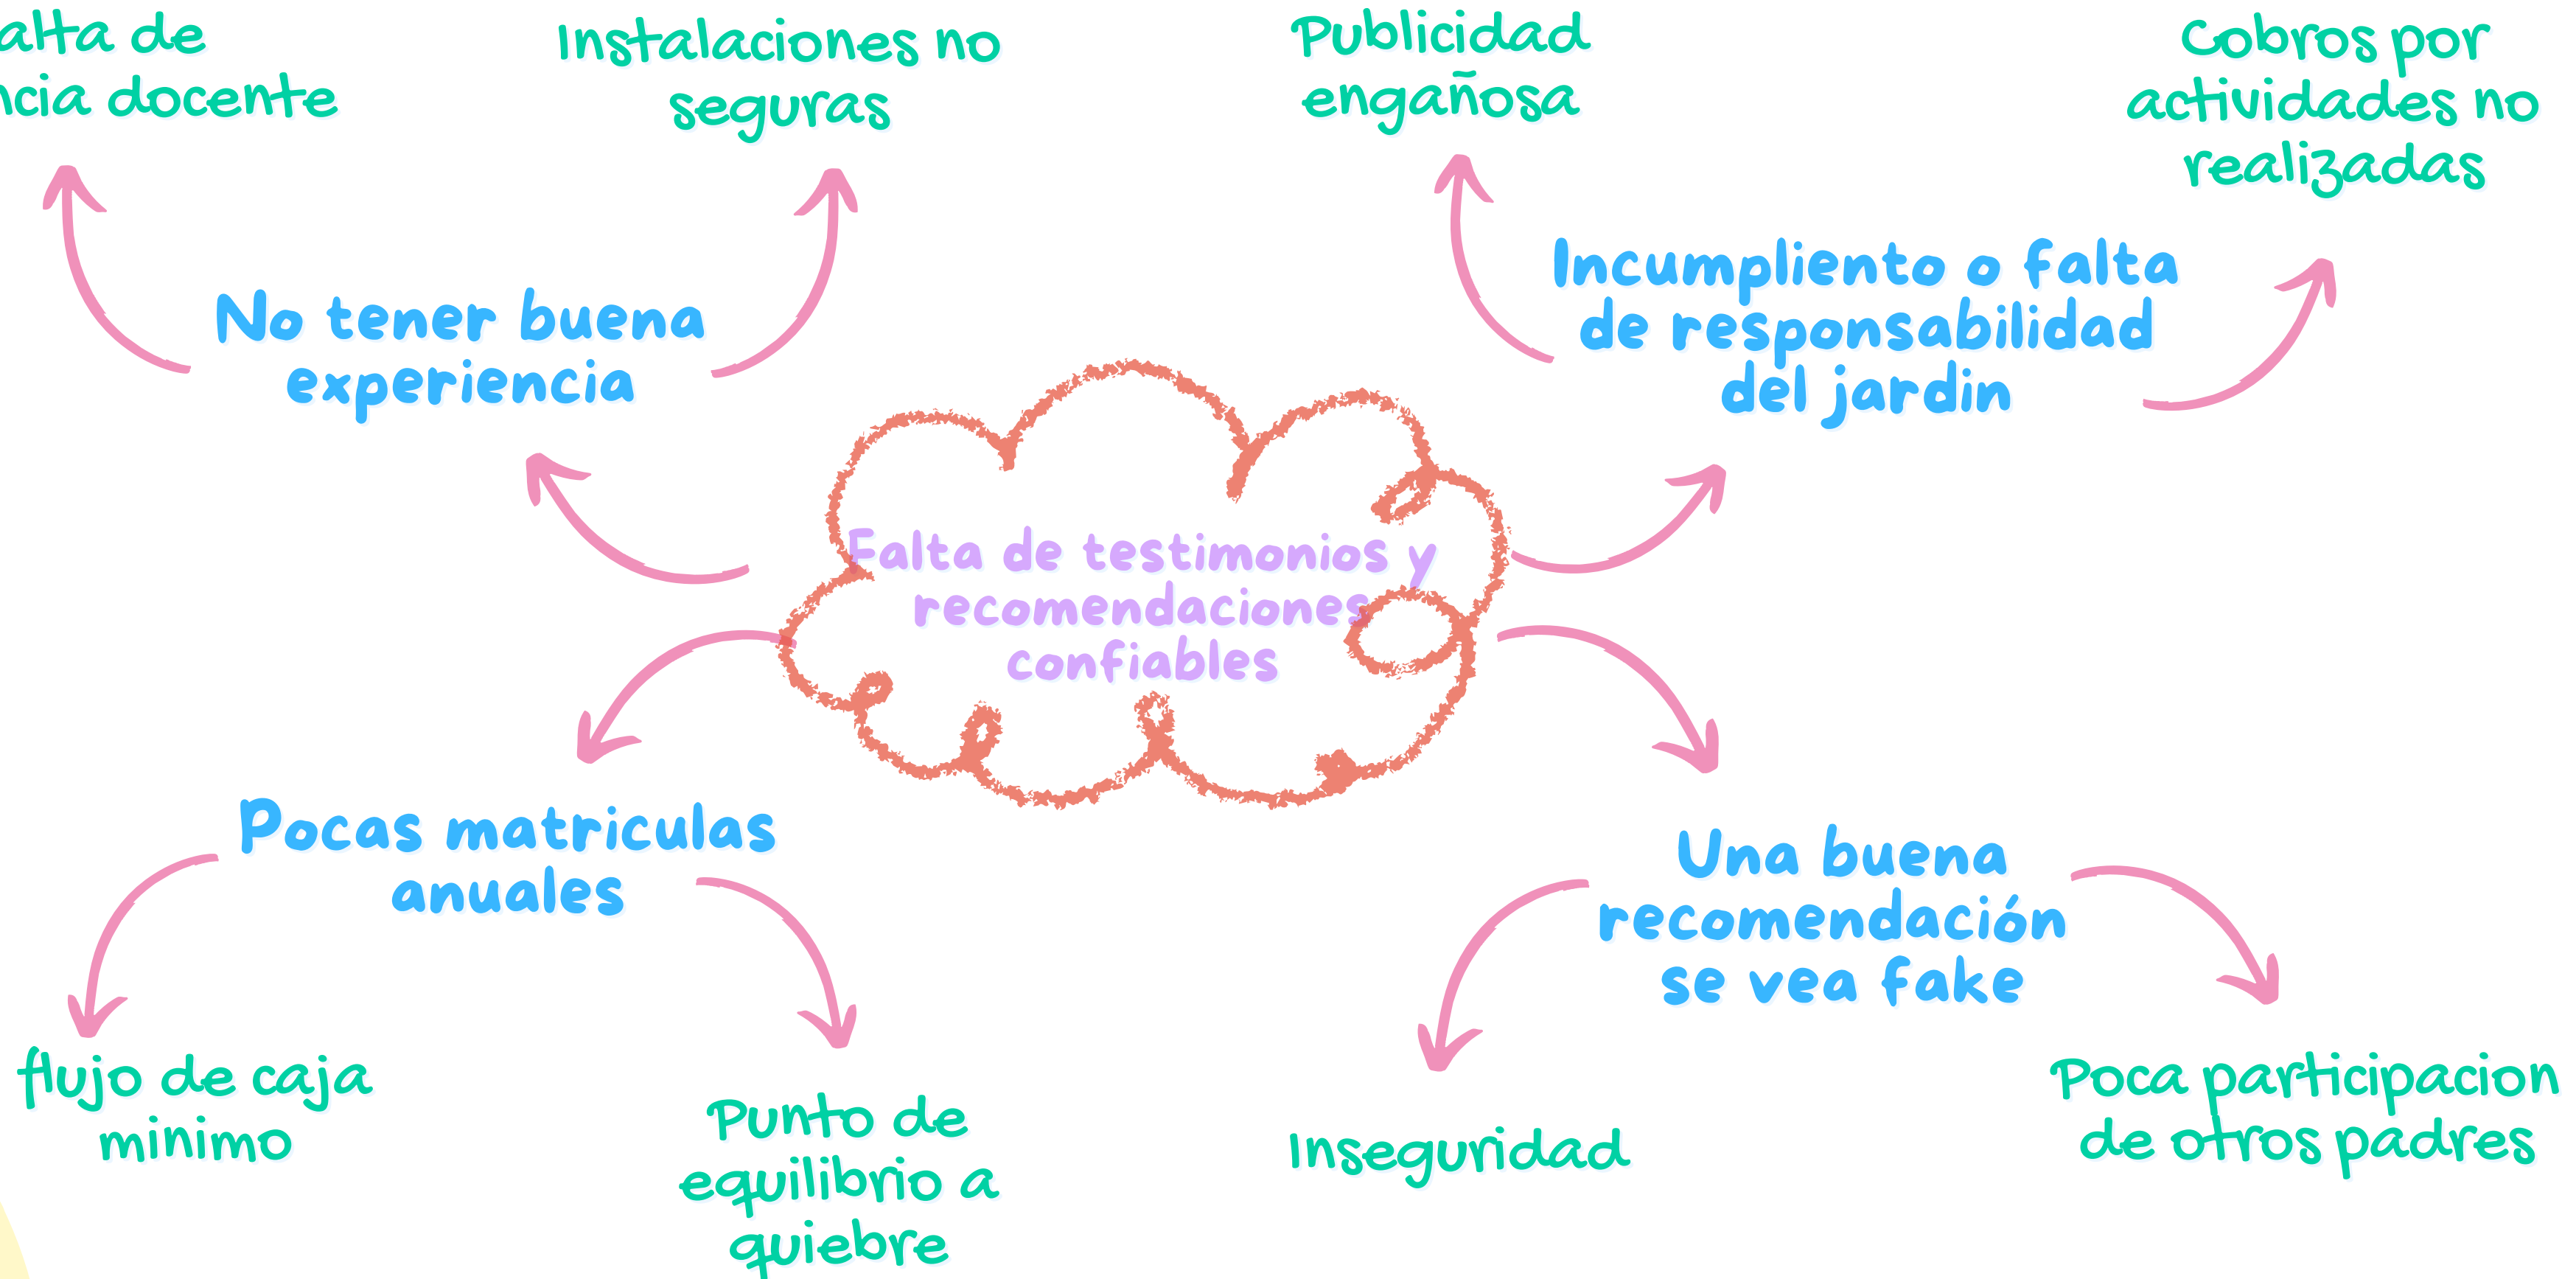 alta de
ncia docente
Instalaciones no
seguras
Publicidad
engañosa
Cobros por
actividades no
realizadas
No tener buena
experiencia
Incumpliento o falta
de responsabilidad
del jardin
Falta de testimonios y
recomendaciones
confiables
Pocas matriculas
anuales
Una buena
recomendación
se vea fake
flujo de caja
minimo
Punto de
equilibrio a
quiebre
Inseguridad
Poca participacion
de otros padres